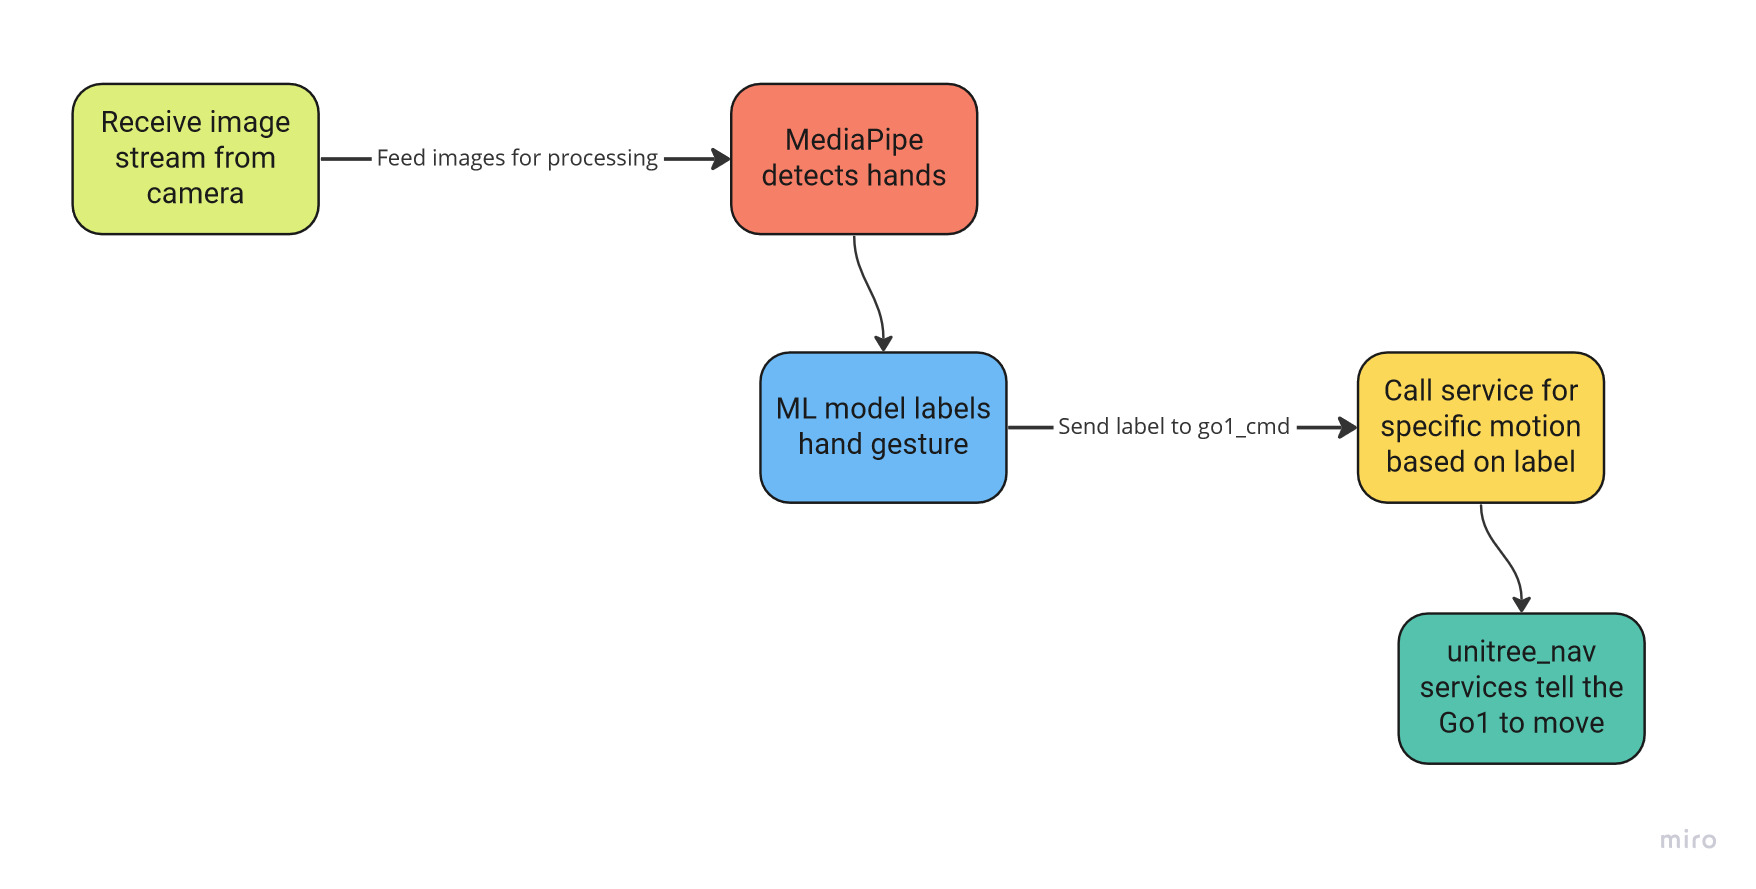 Receive image
stream from
camera
Feed images for processing
MediaPipe
detects hands
ML model labels
hand gesture
Send label to go1_cmd
Call service for
specific motion
based on label
unitree_nav
services tell the
Go1 to move
miro